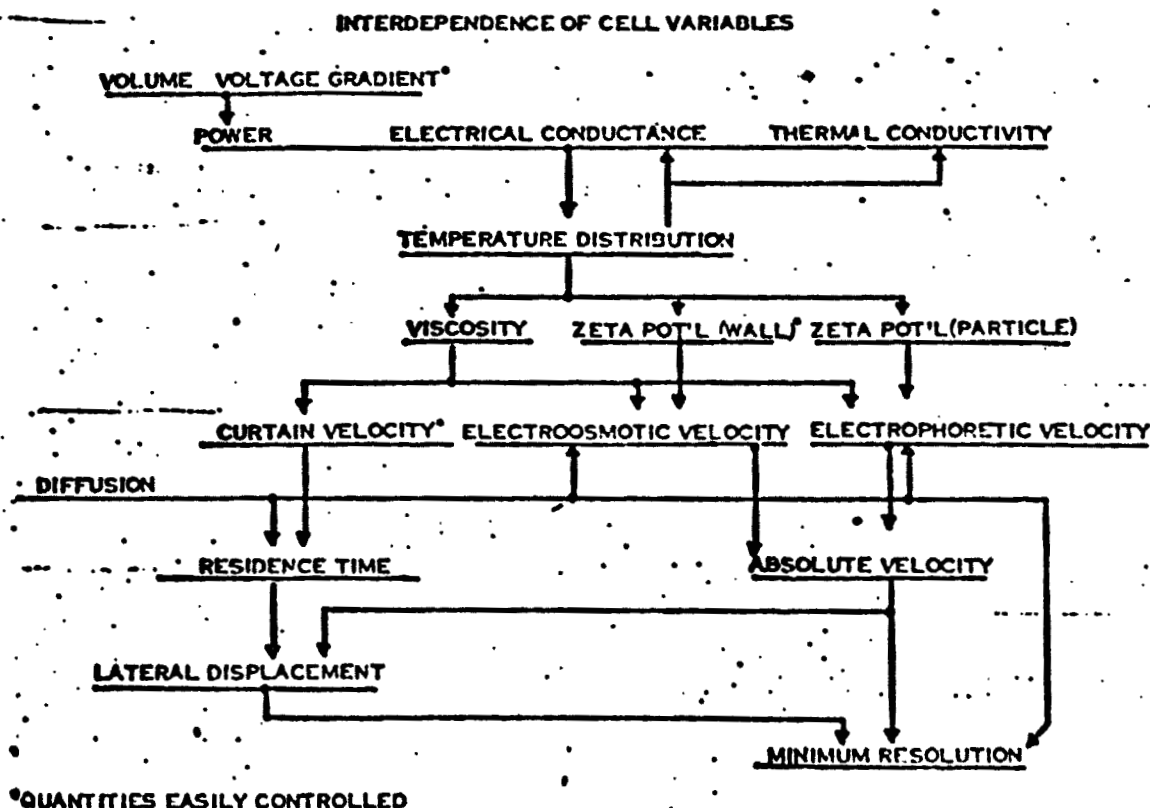 INTERDEPENDENCE OF CELL VARIABLES
VOLUME VOLTAGE GRADIENT*
POWER ELECTRICAL CONDUCTANCE THERMAL CONDUCTIVITY
TEMPERATURE DISTRIBUTION
VISCOSITY ZETA POT'L (WALL)* ZETA POT'L (PARTICLE)
CURTAIN VELOCITY* ELECTROOSMOTIC VELOCITY ELECTROPHORETIC VELOCITY
DIFFUSION
RESIDENCE TIME ABSOLUTE VELOCITY
LATERAL DISPLACEMENT
MINIMUM RESOLUTION
*QUANTITIES EASILY CONTROLLED